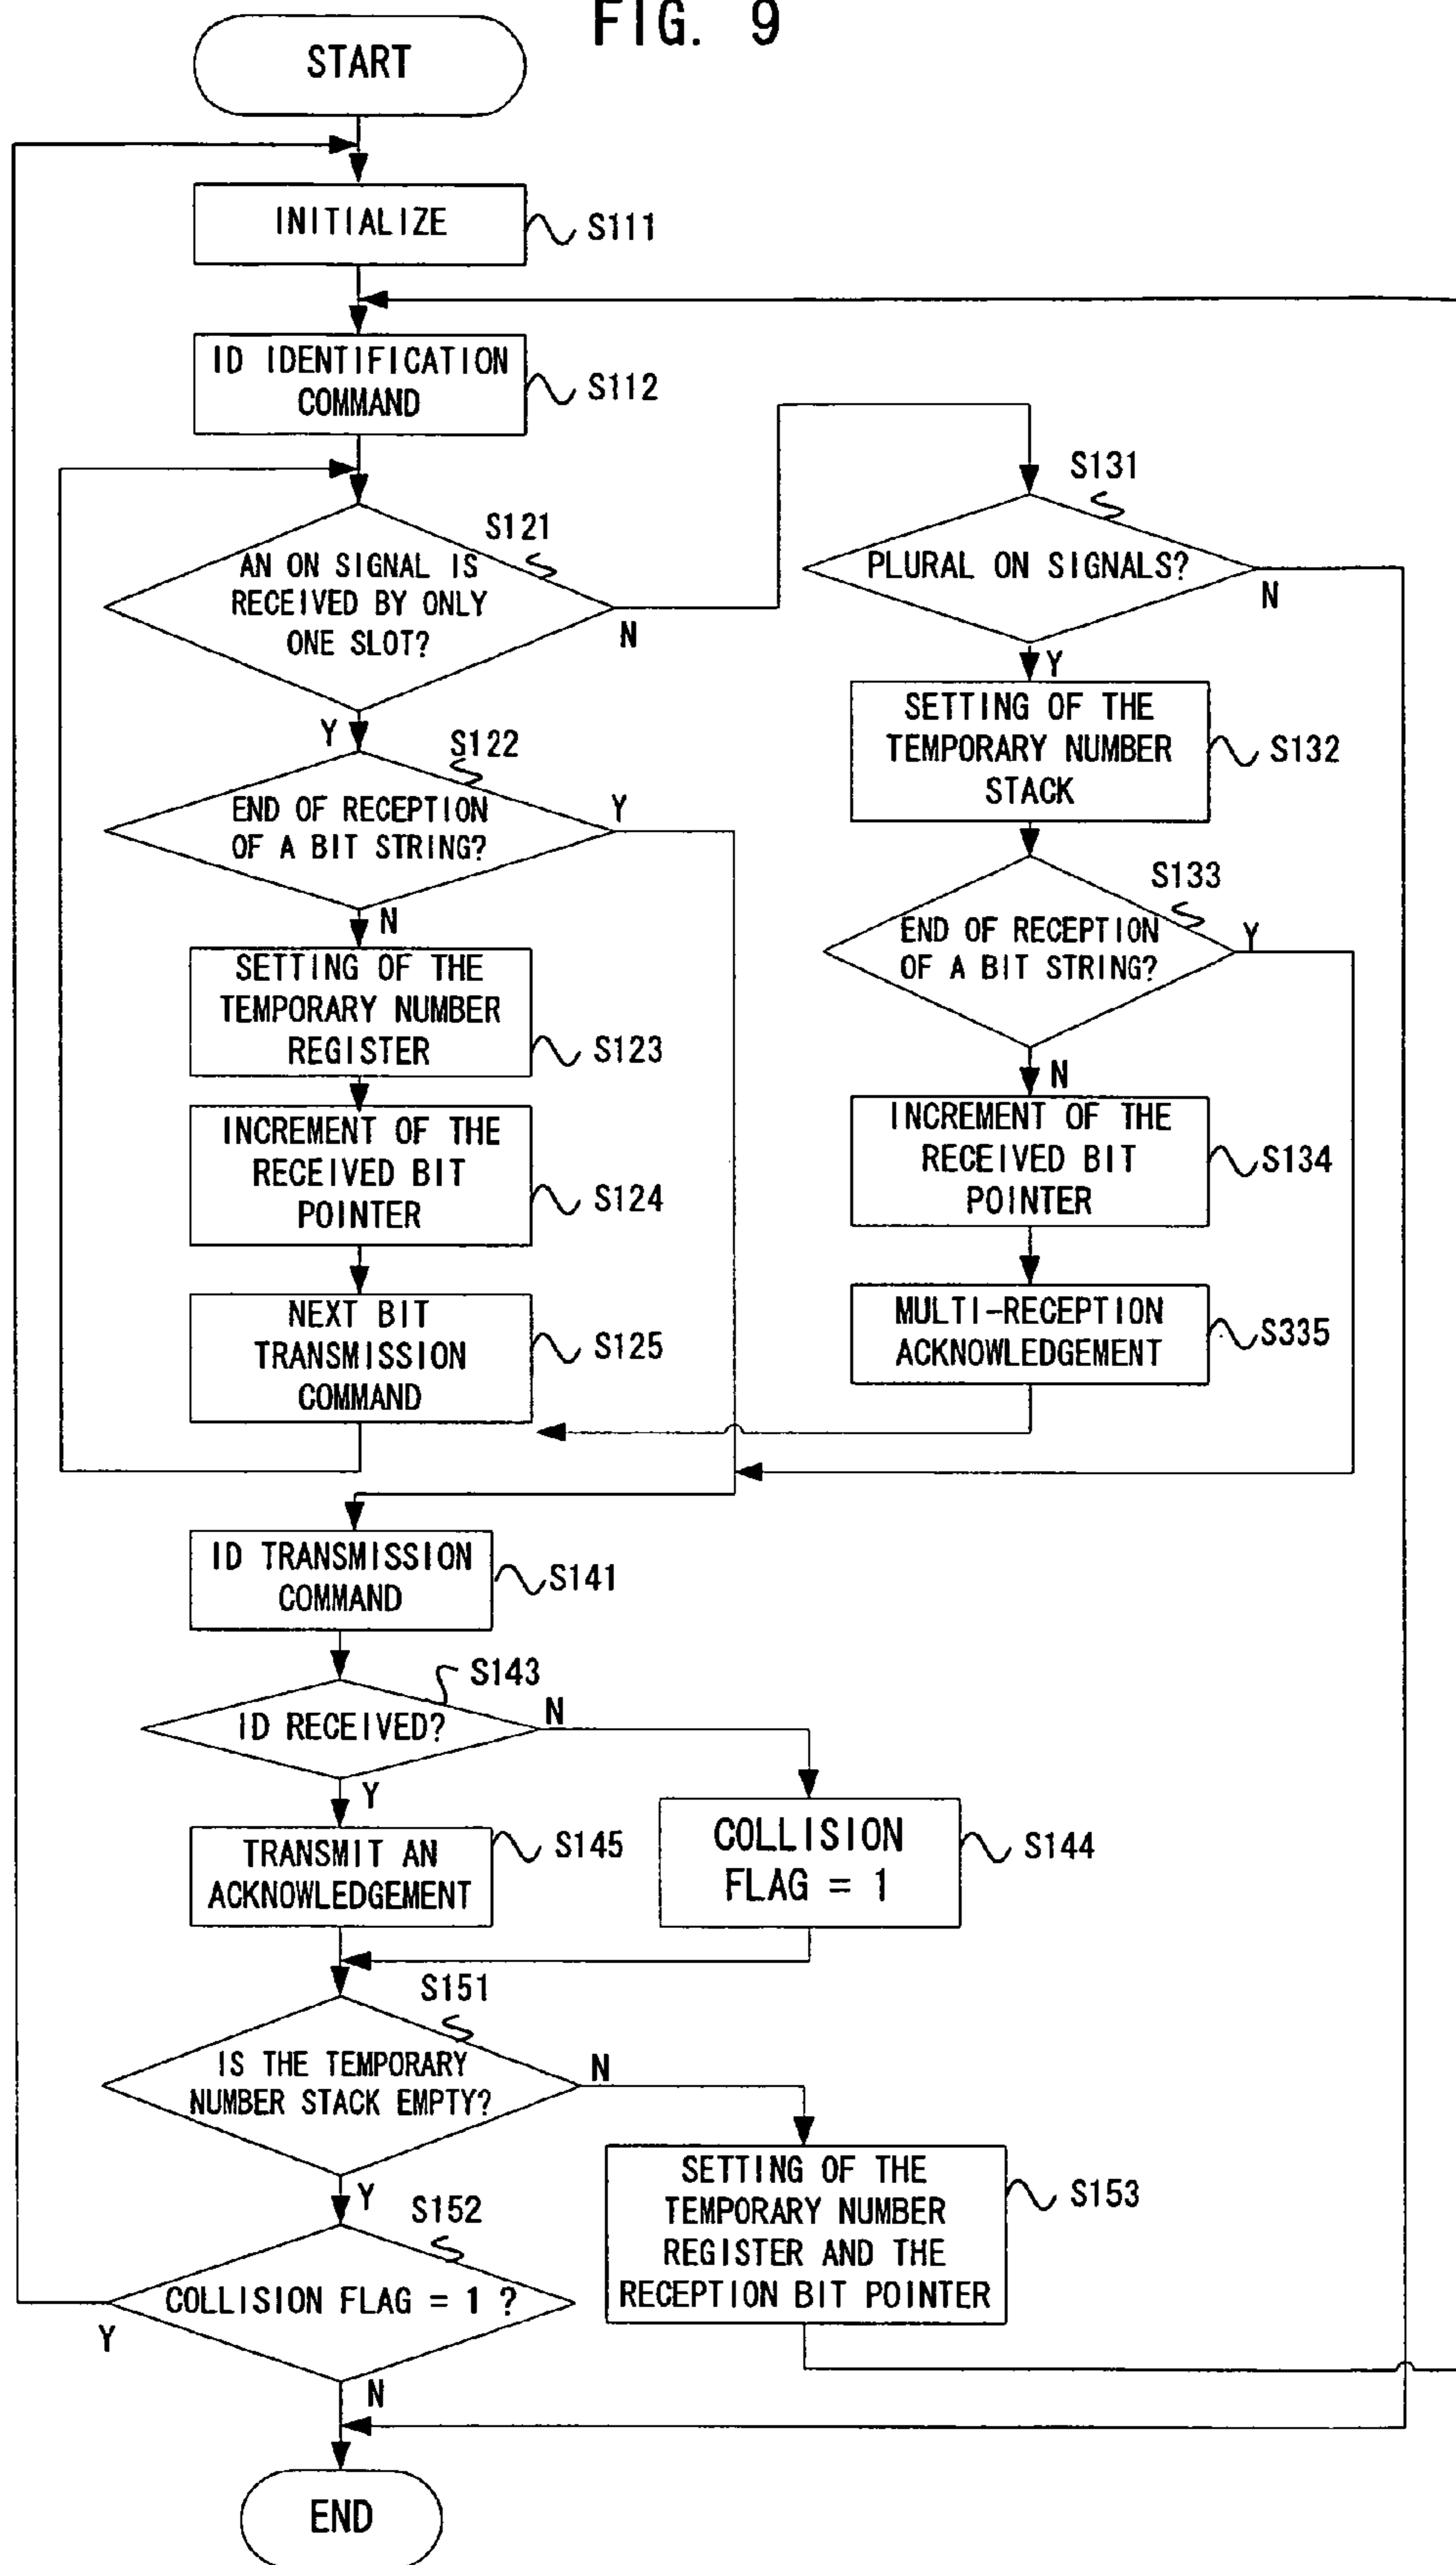 FIG. 9
START
INITIALIZE
S111
ID IDENTIFICATION
COMMAND
S112
S121
AN ON SIGNAL IS
RECEIVED BY ONLY
ONE SLOT?
N
Y
S122
END OF RECEPTION
OF A BIT STRING?
Y
N
SETTING OF THE
TEMPORARY NUMBER
REGISTER
S123
INCREMENT OF THE
RECEIVED BIT
POINTER
S124
NEXT BIT
TRANSMISSION
COMMAND
S125
S131
PLURAL ON SIGNALS?
N
Y
SETTING OF THE
TEMPORARY NUMBER
STACK
S132
S133
END OF RECEPTION
OF A BIT STRING?
Y
N
INCREMENT OF THE
RECEIVED BIT
POINTER
S134
MULTI-RECEPTION
ACKNOWLEDGEMENT
S335
ID TRANSMISSION
COMMAND
S141
S143
ID RECEIVED?
N
Y
TRANSMIT AN
ACKNOWLEDGEMENT
S145
COLLISION
FLAG = 1
S144
S151
IS THE TEMPORARY
NUMBER STACK EMPTY?
N
Y
S152
COLLISION FLAG = 1 ?
Y
N
SETTING OF THE
TEMPORARY NUMBER
REGISTER AND THE
RECEPTION BIT POINTER
S153
END